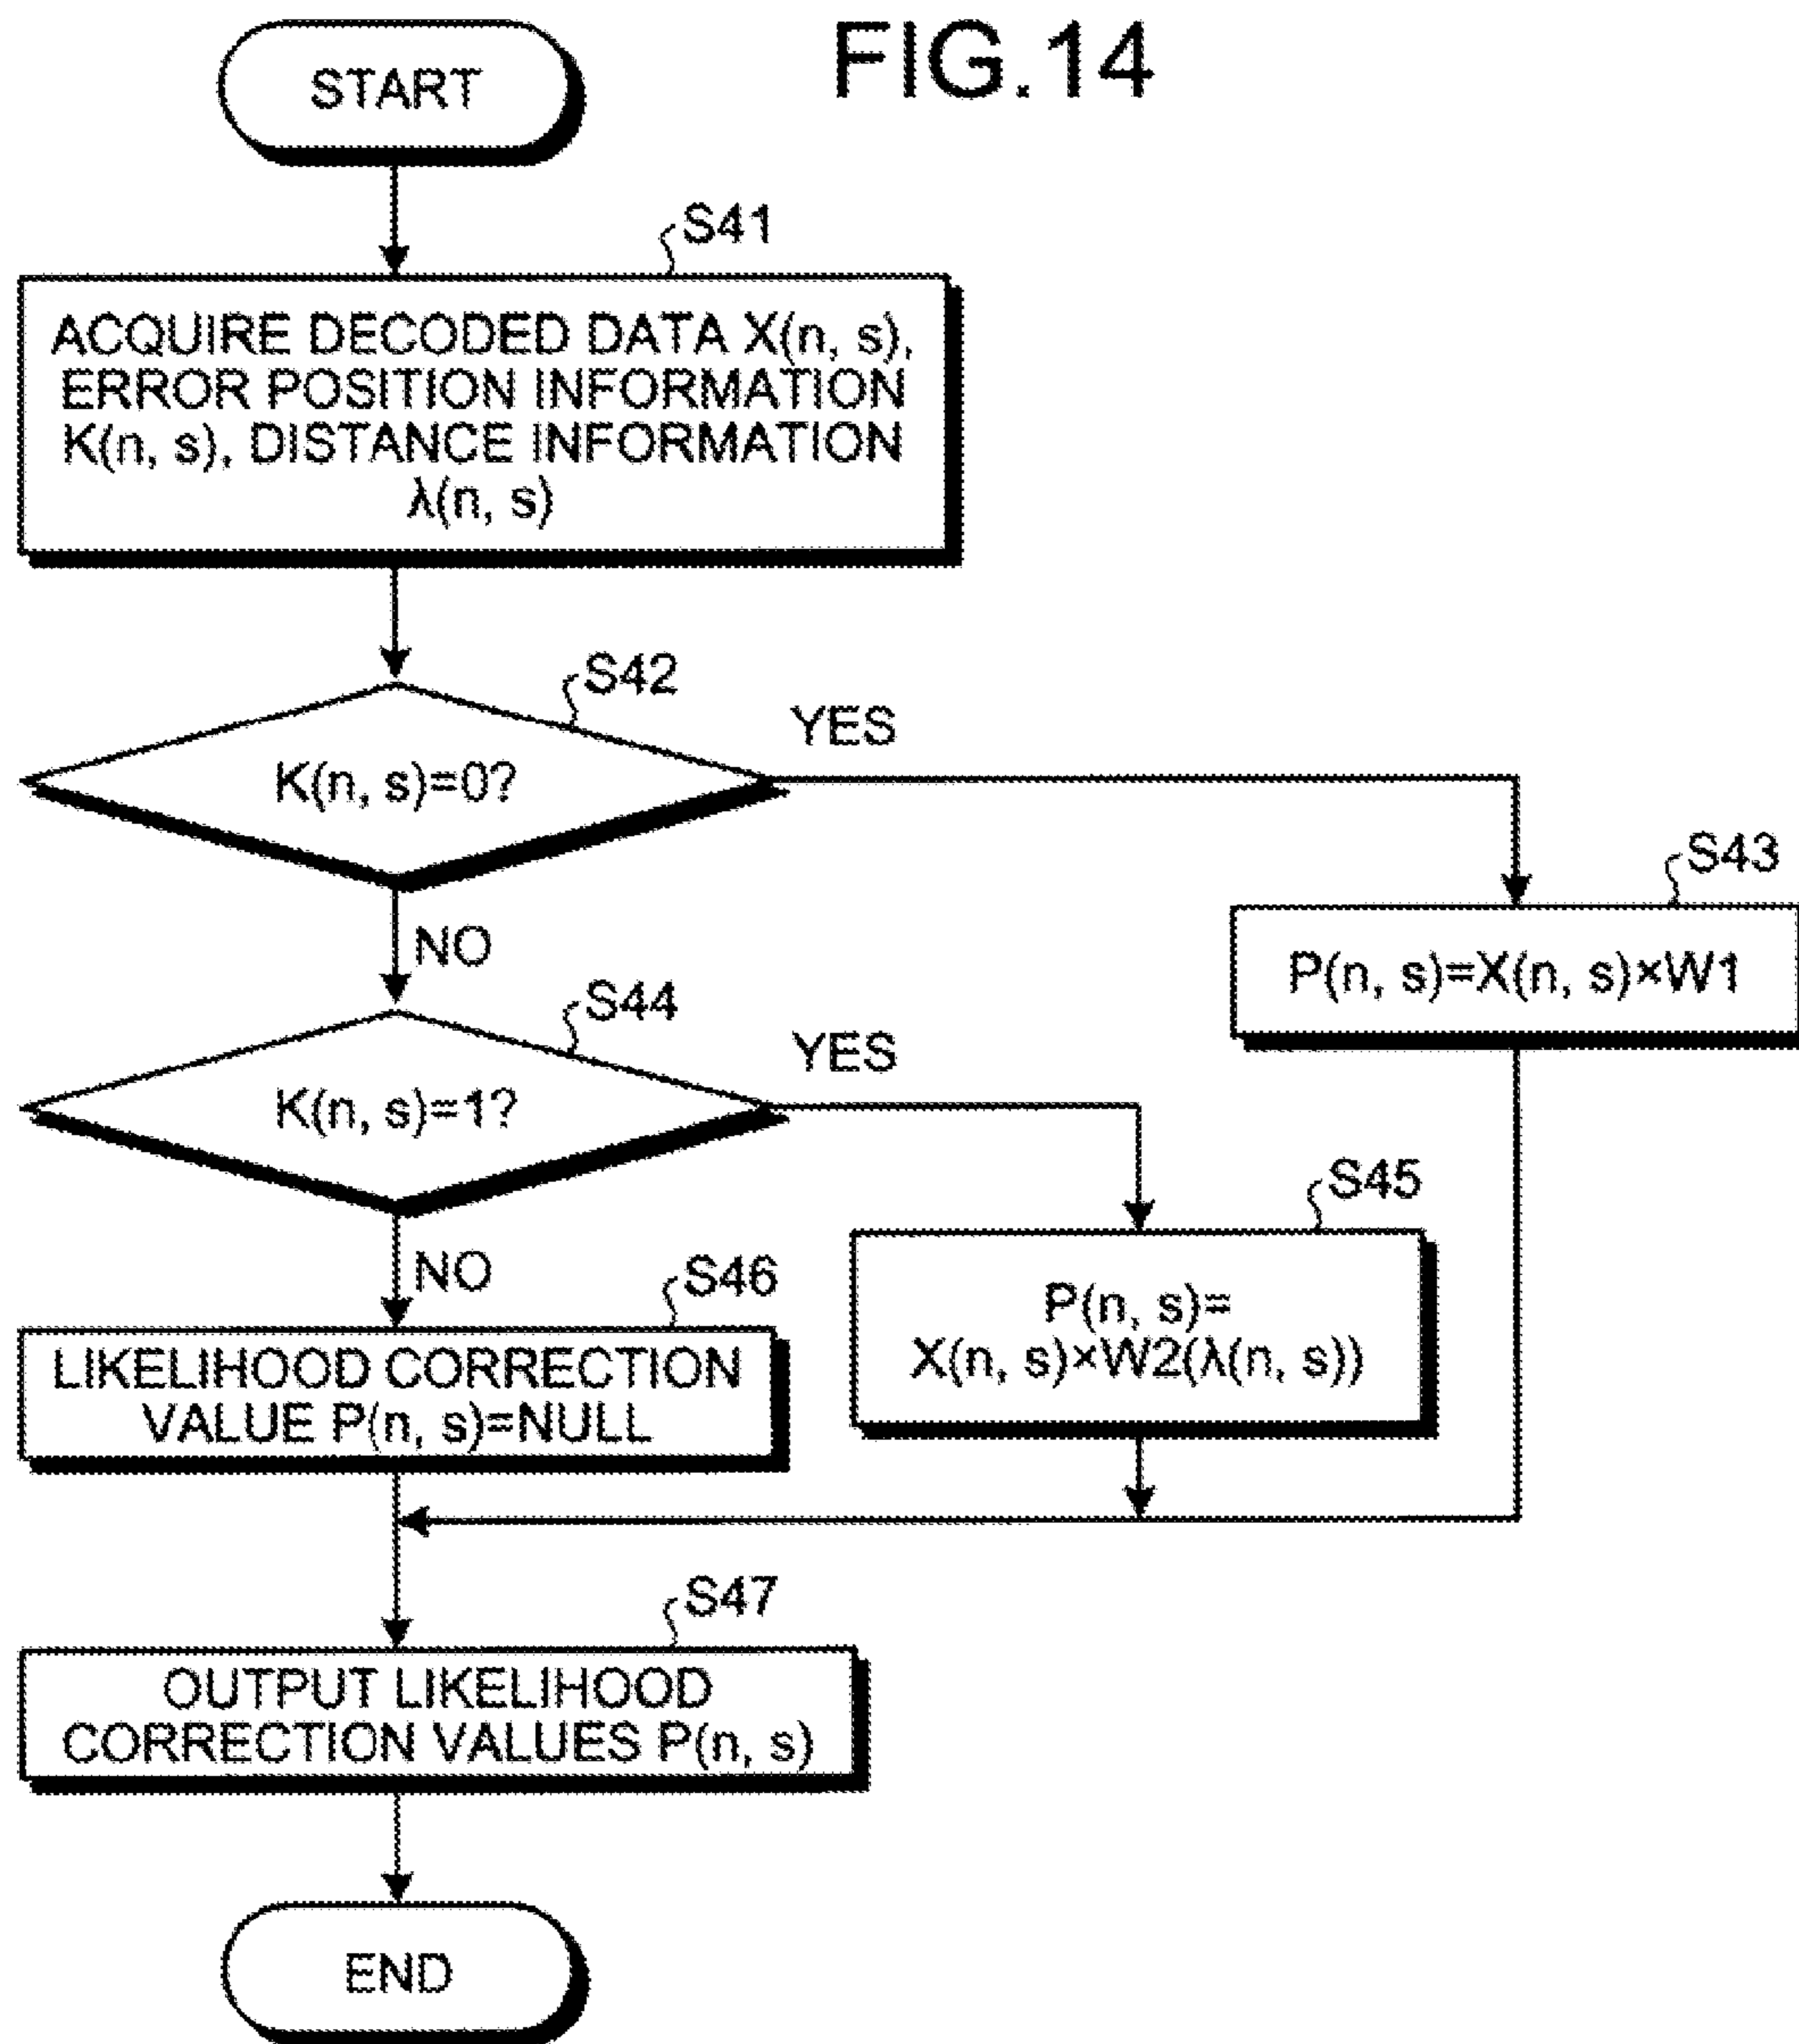 FIG.14
START
S41
ACQUIRE DECODED DATA X(n, s),
ERROR POSITION INFORMATION
K(n, s), DISTANCE INFORMATION
λ(n, s)
S42
K(n, s)=0?
YES
NO
S43
P(n, s)=X(n, s)×W1
S44
K(n, s)=1?
YES
NO
S45
P(n, s)=
X(n, s)×W2(λ(n, s))
S46
LIKELIHOOD CORRECTION
VALUE P(n, s)=NULL
S47
OUTPUT LIKELIHOOD
CORRECTION VALUES P(n, s)
END